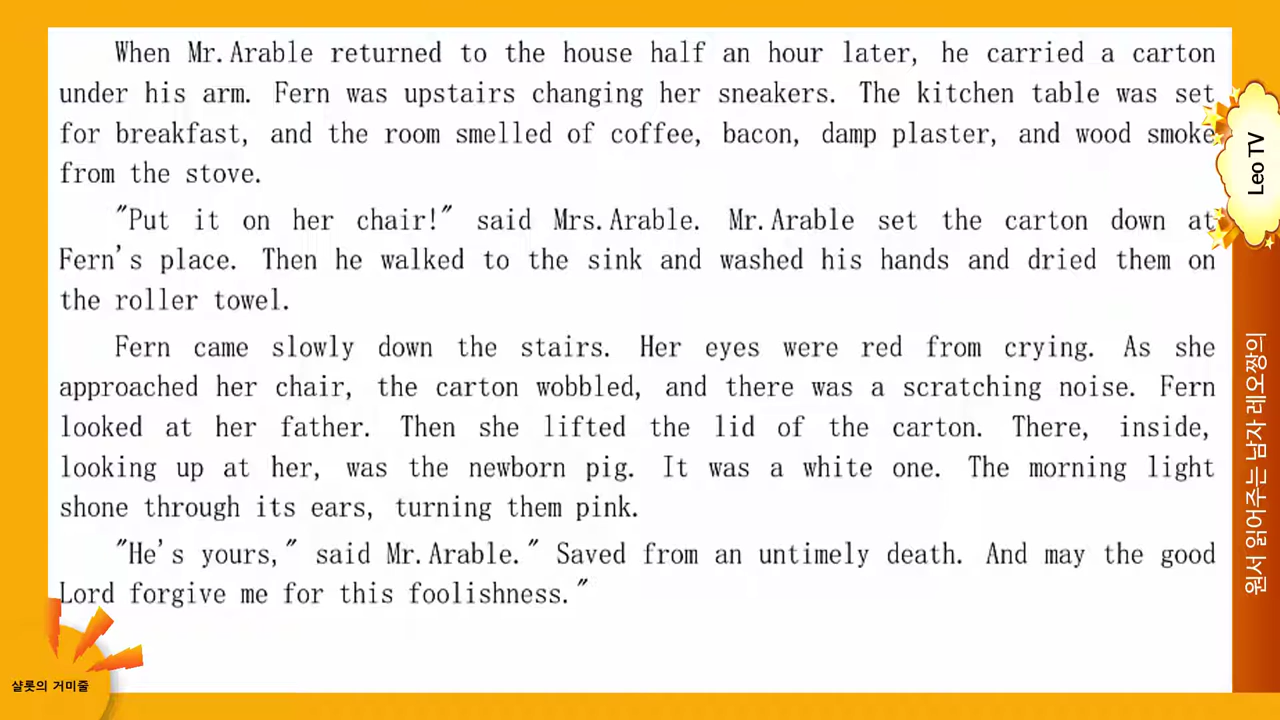 When Mr.Arable returned to the house half an hour later, he carried a carton
under his arm. Fern was upstairs changing her sneakers. The kitchen table was set
for breakfast, and the room smelled of coffee, bacon, damp plaster, and wood smoke
from the stove.
"Put it on her chair!" said Mrs.Arable. Mr.Arable set the carton down at
Fern's place. Then he walked to the sink and washed his hands and dried them on
the roller towel.
Fern came slowly down the stairs. Her eyes were red from crying. As she
approached her chair, the carton wobbled, and there was a scratching noise. Fern
looked at her father. Then she lifted the lid of the carton. There, inside,
looking up at her, was the newborn pig. It was a white one. The morning light
shone through its ears, turning them pink.
"He's yours," said Mr.Arable." Saved from an untimely death. And may the good
Lord forgive me for this foolishness."
Leo TV
원서 읽어주는 남자 레오짱의
샬롯의 거미줄